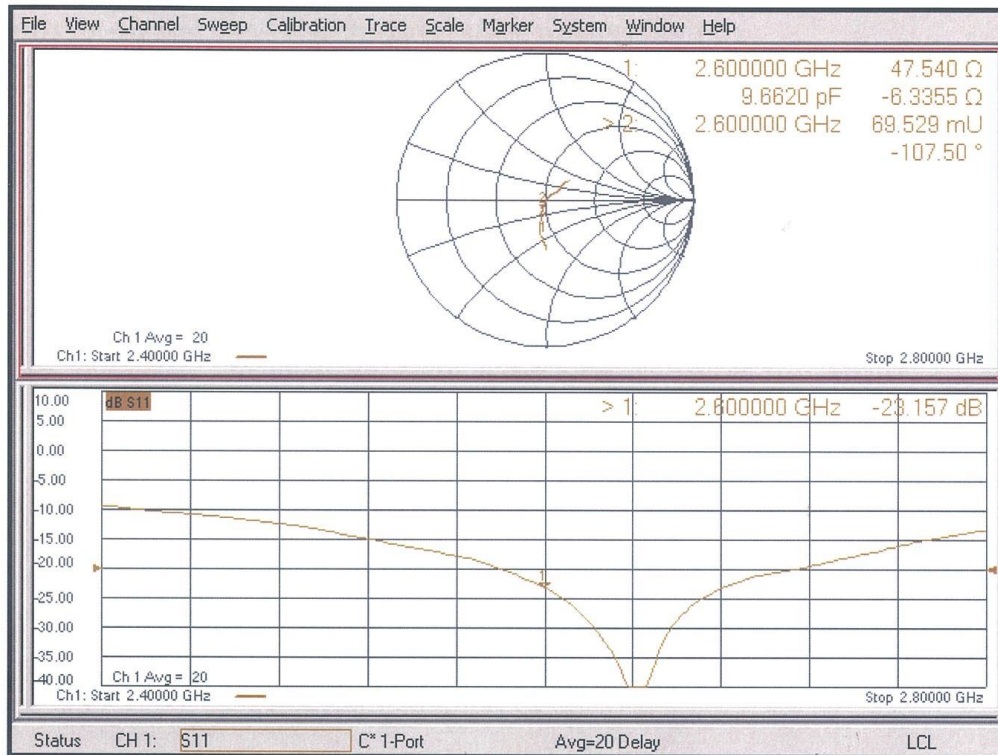 File View Channel Sweep Calibration Trace Scale Marker System Window Help
1: 2.600000 GHz 47.540 Ω
9.6620 pF -6.3355 Ω
> 2: 2.600000 GHz 69.529 mU
-107.50 °
Ch 1 Avg = 20
Ch1: Start 2.40000 GHz Stop 2.80000 GHz
10.00 dB S11 > 1: 2.600000 GHz -23.157 dB
5.00
0.00
-5.00
-10.00
-15.00
-20.00
1
-25.00
-30.00
-35.00
-40.00 Ch 1 Avg = 20
Ch1: Start 2.40000 GHz Stop 2.80000 GHz
Status CH 1: S11 C* 1-Port Avg=20 Delay LCL